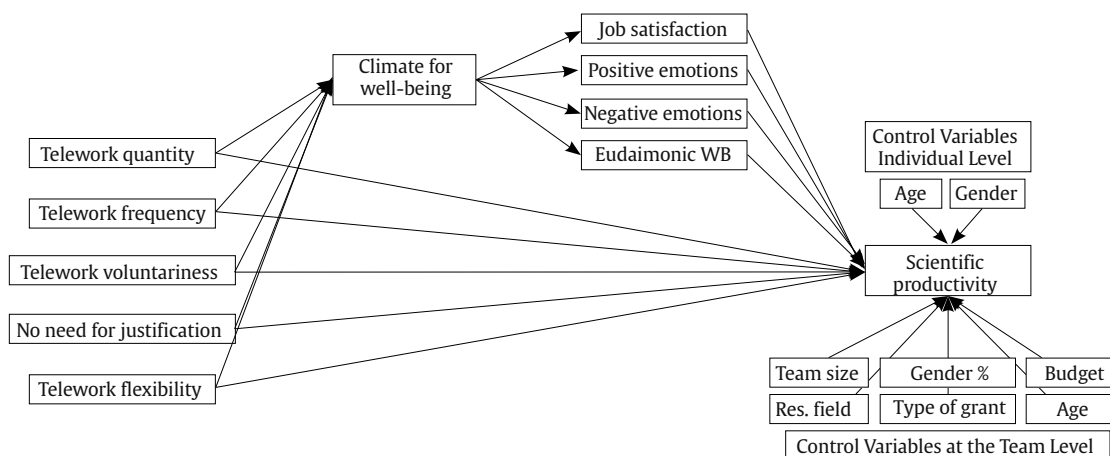 Job satisfaction
Climate for
well-being
Positive emotions
Negative emotions
Eudaimonic WB
Telework quantity
Telework frequency
Telework voluntariness
No need for justification
Telework flexibility
Control Variables
Individual Level
Age
Gender
Scientific
productivity
Team size
Gender %
Budget
Res. field
Type of grant
Age
Control Variables at the Team Level